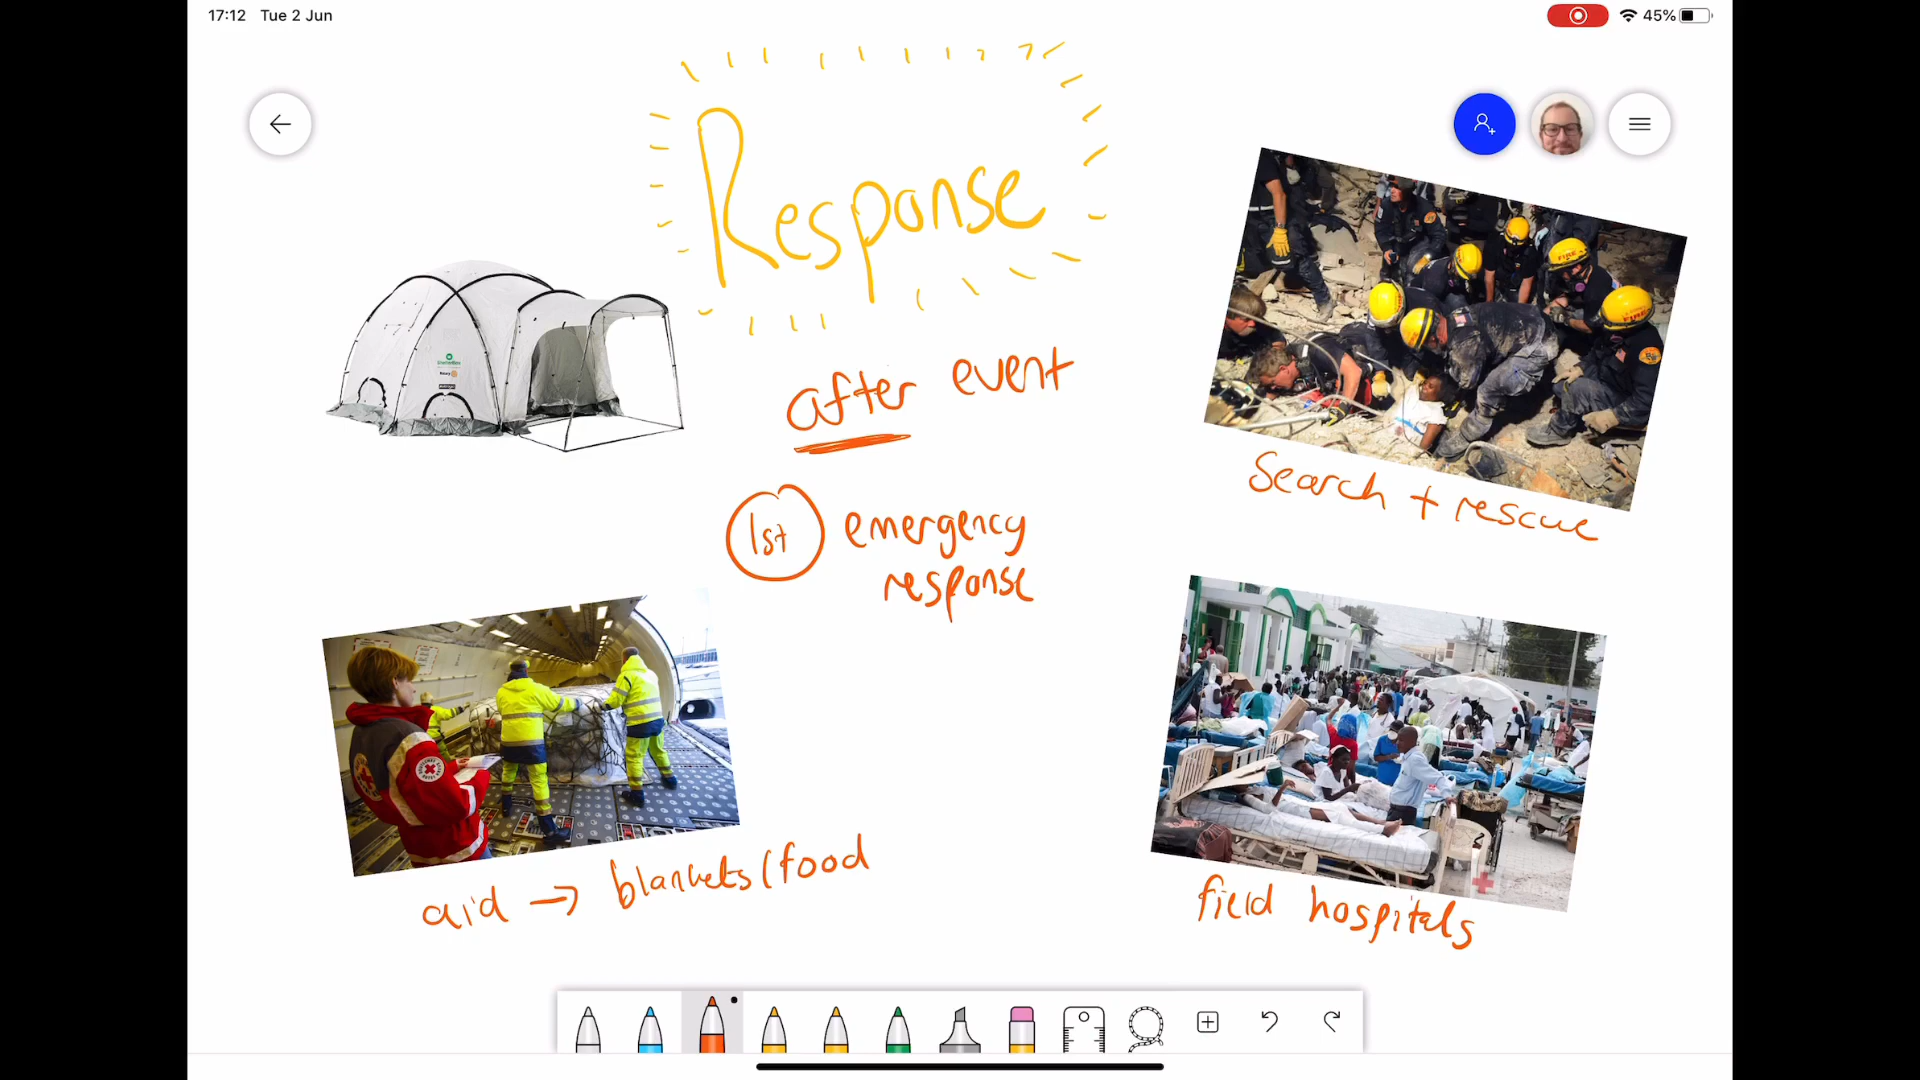 17:12 Tue 2 Jun
45%
Response
after event
1st emergency
response
Search + rescue
FIRE
aid → blankets/food
field hospitals